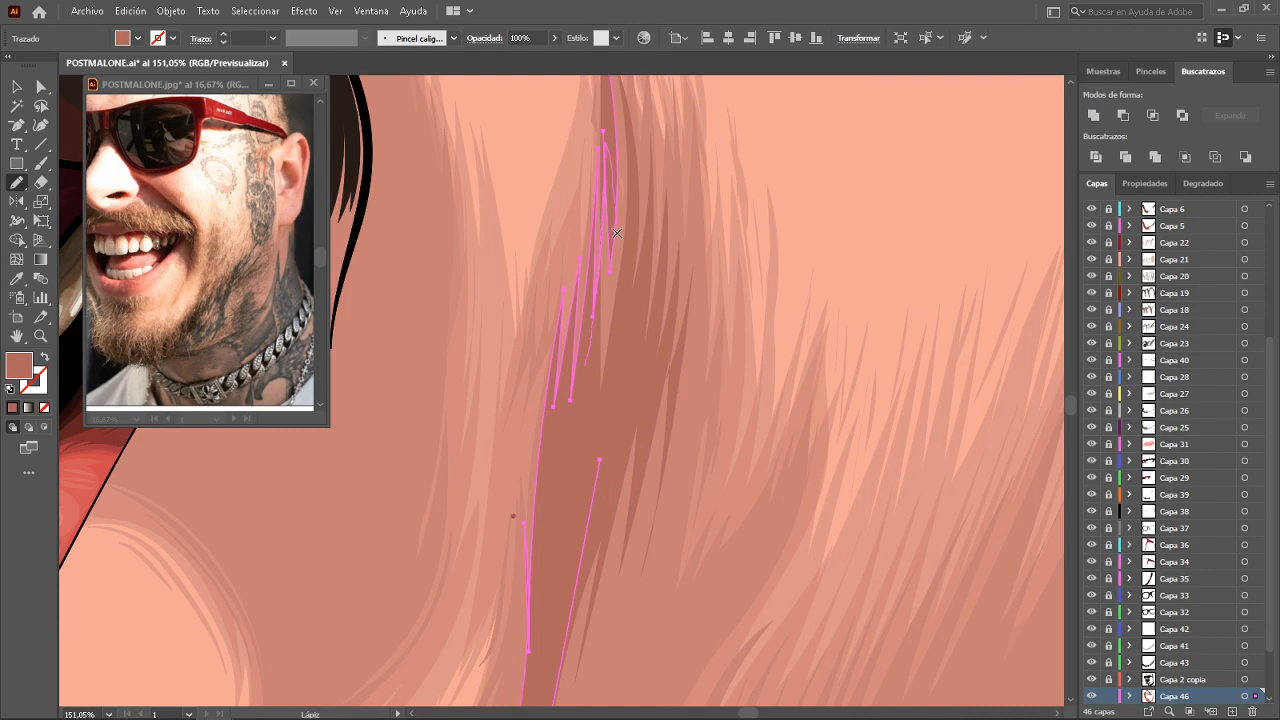 Ai Archivo Edición Objeto Texto Seleccionar Efecto Ver Ventana Ayuda Buscar en Ayuda de Adobe
Trazado Trazo: Pincel calig... Opacidad: 100% Estilo: Transformar
POSTMALONE.ai* al 151,05% (RGB/Previsualizar)
POSTMALONE.jpg* al 16,67% (RG...
16,67% 1
Muestras Pinceles Buscatrazos
Modos de forma:
Expandir
Buscatrazos:
Capas Propiedades Degradado
Capa 6
Capa 5
Capa 22
Capa 21
Capa 20
Capa 19
Capa 18
Capa 24
Capa 23
Capa 40
Capa 28
Capa 27
Capa 26
Capa 25
Capa 31
Capa 30
Capa 29
Capa 39
Capa 38
Capa 37
Capa 36
Capa 34
Capa 35
Capa 33
Capa 32
Capa 42
Capa 41
Capa 43
Capa 2 copia
Capa 46
46 capas
151,05% 1 Lápiz